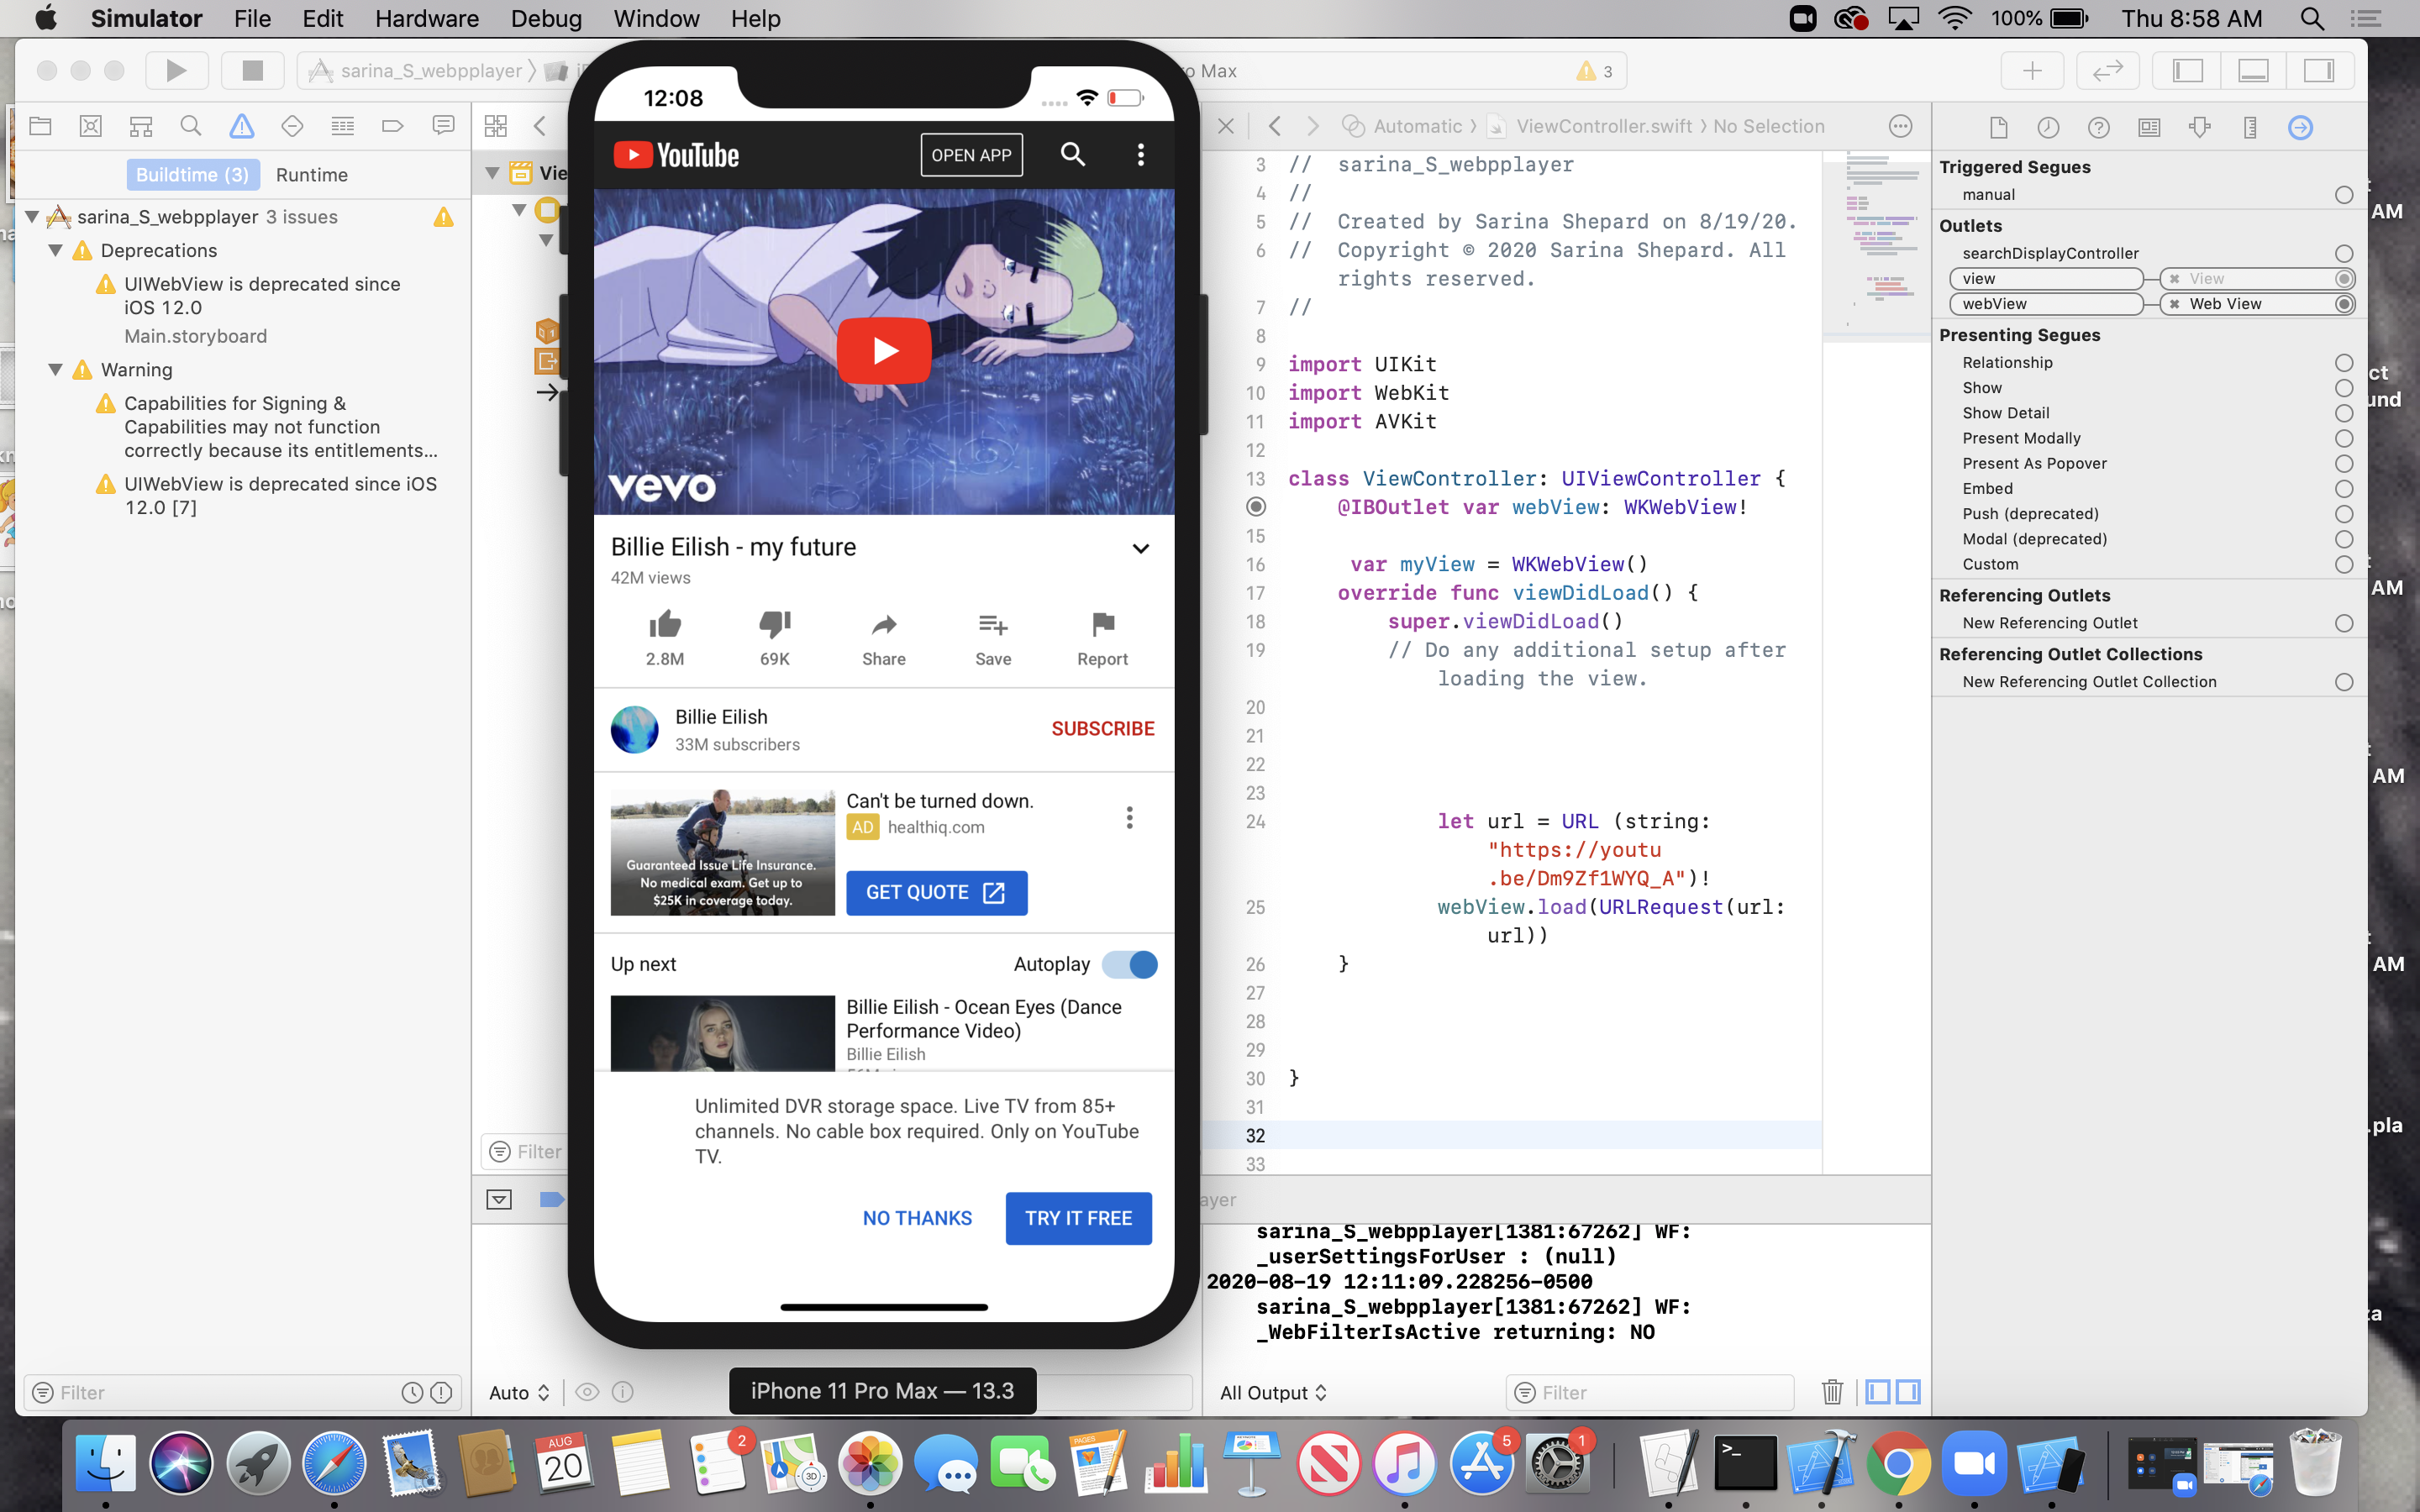 Simulator File Edit Hardware Debug Window Help
100% Thu 8:58 AM
sarina_S_webpplayer
o Max
3
Buildtime (3) Runtime
sarina_S_webpplayer 3 issues
Deprecations
UIWebView is deprecated since
iOS 12.0
Main.storyboard
Warning
Capabilities for Signing &
Capabilities may not function
correctly because its entitlements...
UIWebView is deprecated since iOS
12.0 [7]
Filter
Vie
Filter
Auto
12:08
YouTube OPEN APP
vevo
Billie Eilish - my future
42M views
2.8M 69K Share Save Report
Billie Eilish
33M subscribers
SUBSCRIBE
Guaranteed Issue Life Insurance.
No medical exam. Get up to
$25K in coverage today.
Can't be turned down.
AD healthiq.com
GET QUOTE
Up next Autoplay
Billie Eilish - Ocean Eyes (Dance
Performance Video)
Billie Eilish
Unlimited DVR storage space. Live TV from 85+
channels. No cable box required. Only on YouTube
TV.
NO THANKS TRY IT FREE
iPhone 11 Pro Max — 13.3
Automatic ViewController.swift No Selection
3 // sarina_S_webpplayer
4 //
5 // Created by Sarina Shepard on 8/19/20.
6 // Copyright © 2020 Sarina Shepard. All
rights reserved.
7 //
8
9 import UIKit
10 import WebKit
11 import AVKit
12
13 class ViewController: UIViewController {
@IBOutlet var webView: WKWebView!
15
16 var myView = WKWebView()
17 override func viewDidLoad() {
18 super.viewDidLoad()
19 // Do any additional setup after
loading the view.
20
21
22
23
24 let url = URL (string:
"https://youtu
.be/Dm9Zf1WYQ_A")!
25 webView.load(URLRequest(url:
url))
26 }
27
28
29
30 }
31
32
33
ayer
sarina_S_webpplayer[1381:67262] WF:
_userSettingsForUser : (null)
2020-08-19 12:11:09.228256-0500
sarina_S_webpplayer[1381:67262] WF:
_WebFilterIsActive returning: NO
All Output Filter
Triggered Segues
manual
Outlets
searchDisplayController
view View
webView Web View
Presenting Segues
Relationship
Show
Show Detail
Present Modally
Present As Popover
Embed
Push (deprecated)
Modal (deprecated)
Custom
Referencing Outlets
New Referencing Outlet
Referencing Outlet Collections
New Referencing Outlet Collection
AM
ct
und
AM
AM
AM
.pla
AUG
20
2
3D
PAGES
5
1